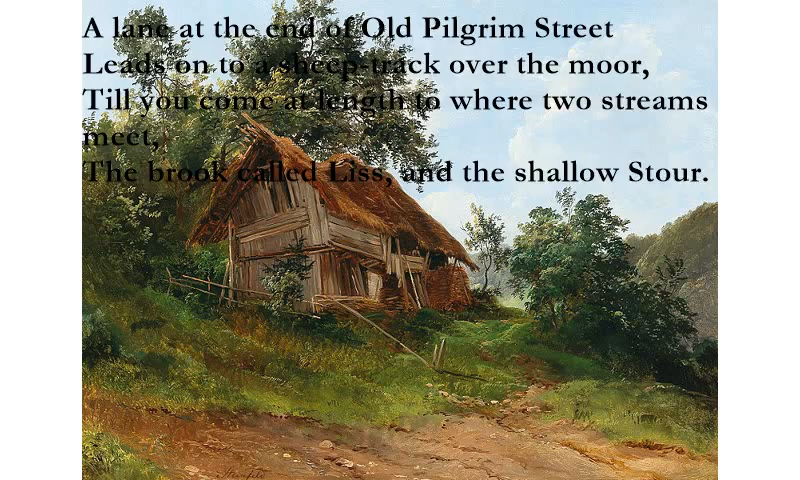 A lane at the end of Old Pilgrim Street
Leads on to a sheep-track over the moor,
Till you come at length to where two streams
meet,
The brook called Liss, and the shallow Stour.